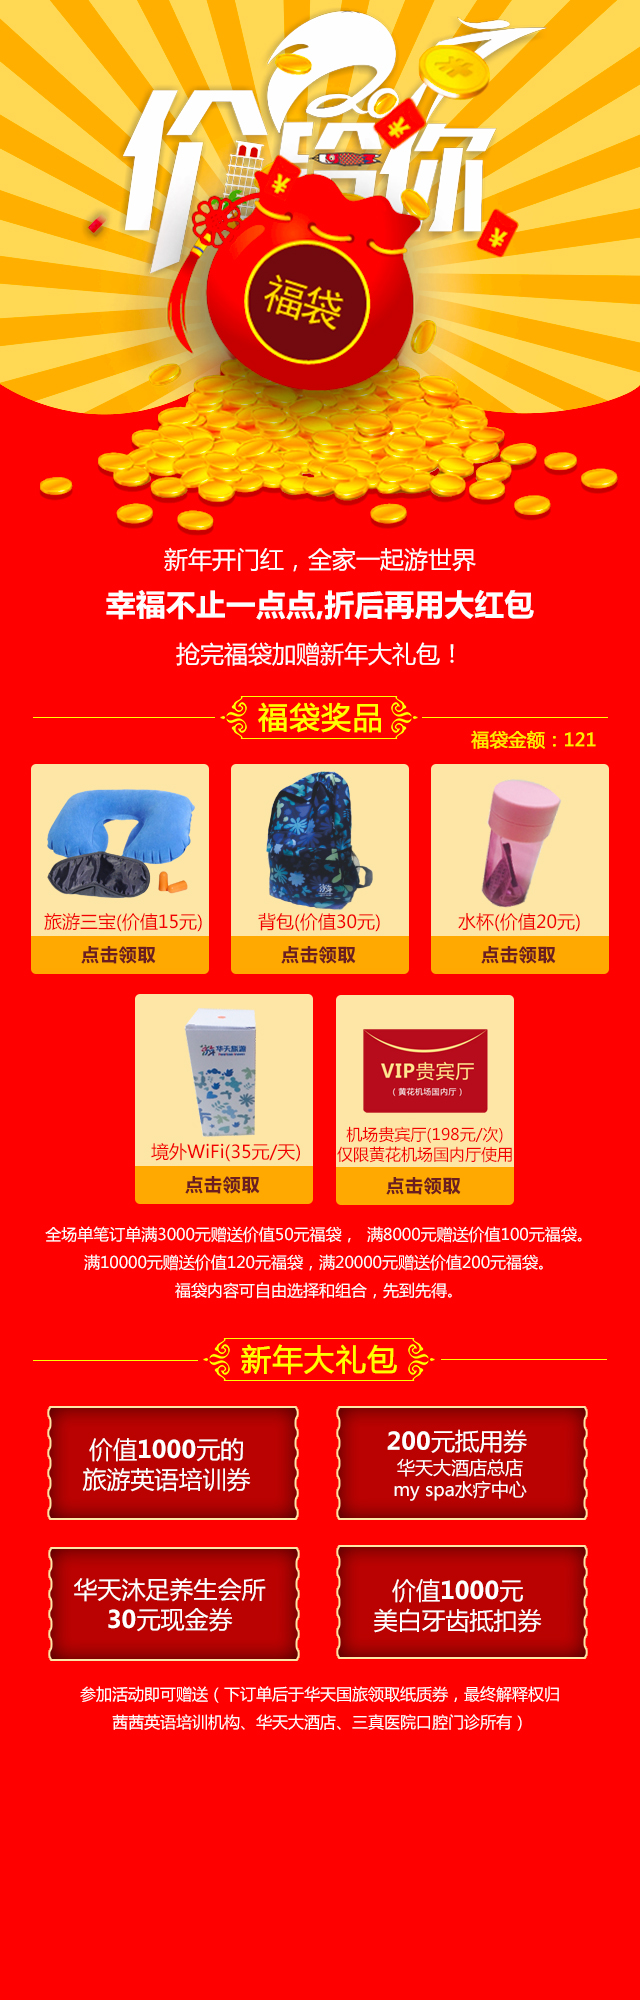 2017
价给你
福袋
新年开门红，全家一起游世界
幸福不止一点点,折后再用大红包
抢完福袋加赠新年大礼包！
福袋奖品
福袋金额：121
旅游三宝(价值15元)
点击领取
背包(价值30元)
点击领取
水杯(价值20元)
点击领取
华天旅游
境外WiFi(35元/天)
点击领取
VIP贵宾厅
（黄花机场国内厅）
机场贵宾厅(198元/次)
仅限黄花机场国内厅使用
点击领取
全场单笔订单满3000元赠送价值50元福袋， 满8000元赠送价值100元福袋。
满10000元赠送价值120元福袋，满20000元赠送价值200元福袋。
福袋内容可自由选择和组合，先到先得。
新年大礼包
价值1000元的
旅游英语培训券
200元抵用券
华天大酒店总店
my spa水疗中心
华天沐足养生会所
30元现金券
价值1000元
美白牙齿抵扣券
参加活动即可赠送（下订单后于华天国旅领取纸质券，最终解释权归
茜茜英语培训机构、华天大酒店、三真医院口腔门诊所有）